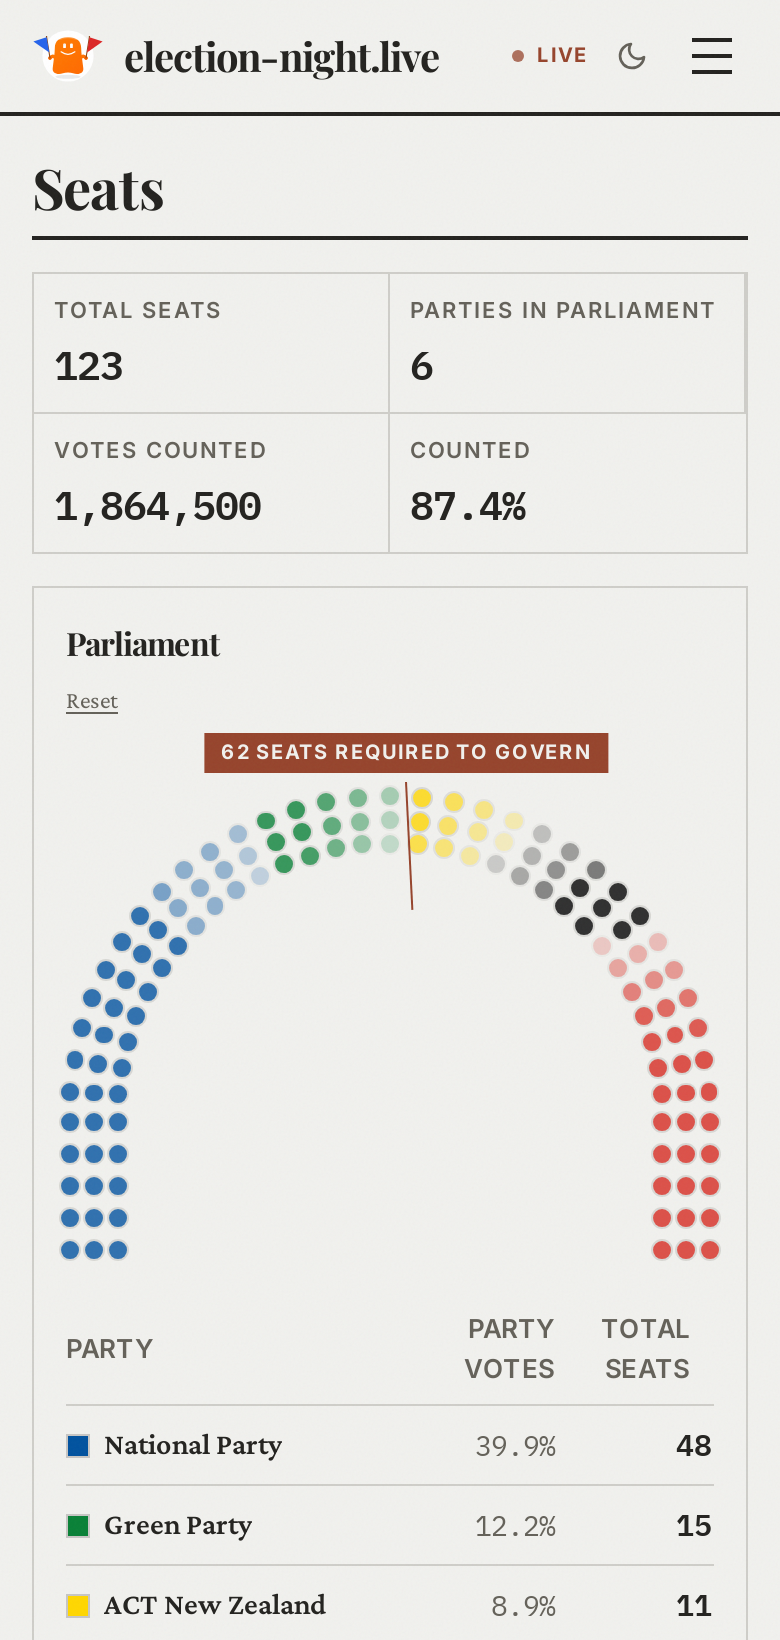 election-night.live
LIVE
Seats
TOTAL SEATS
123
PARTIES IN PARLIAMENT
6
VOTES COUNTED
1,864,500
COUNTED
87.4%
Parliament
Reset
62 SEATS REQUIRED TO GOVERN
PARTY
PARTY VOTES
TOTAL SEATS
National Party 39.9% 48
Green Party 12.2% 15
ACT New Zealand 8.9% 11